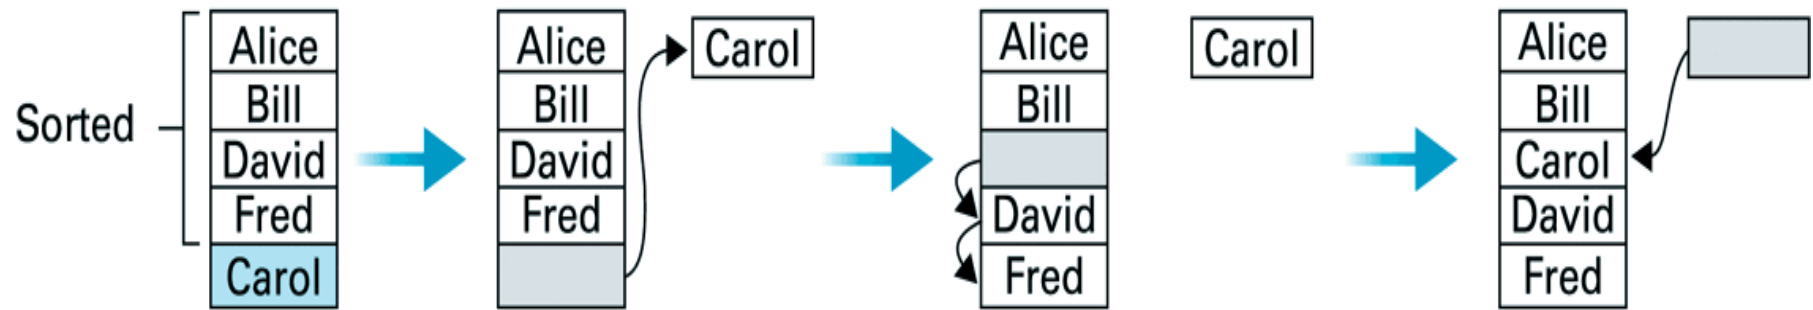 Sorted
Alice
Bill
David
Fred
Carol
Alice
Bill
David
Fred
Carol
Alice
Bill
David
Fred
Carol
Alice
Bill
Carol
David
Fred